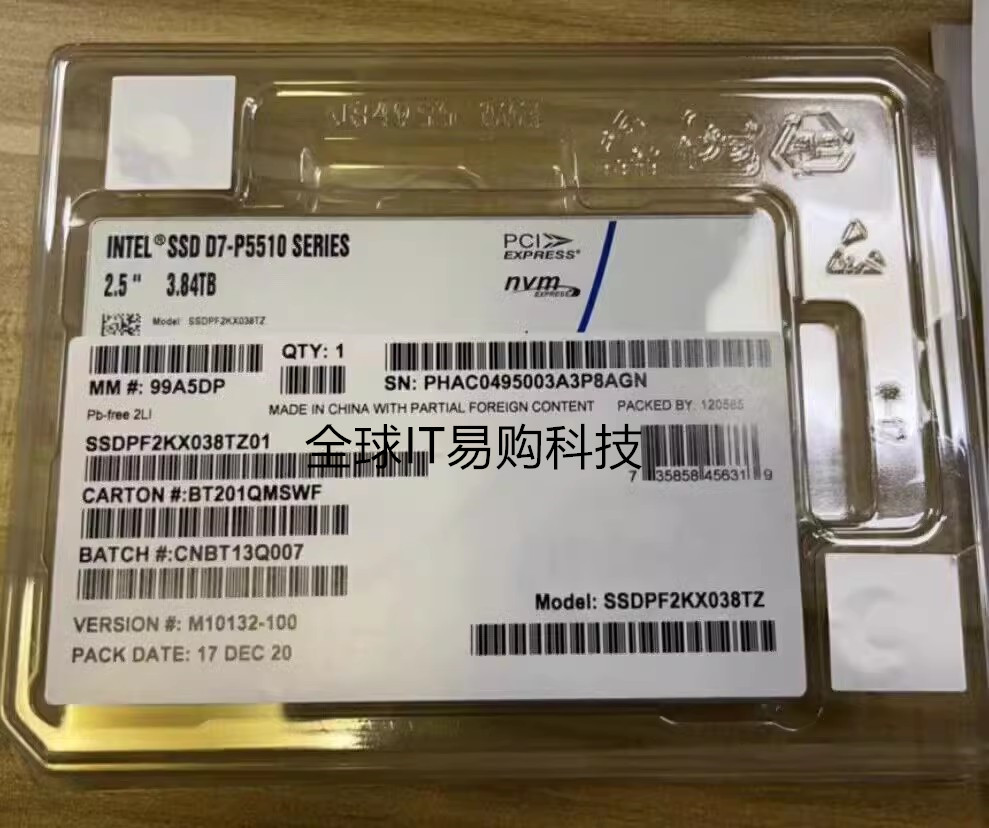 INTEL® SSD D7-P5510 SERIES
2.5" 3.84TB
PCI EXPRESS®
nvm EXPRESS
Model: SSDPF2KX038TZ
QTY: 1
MM #: 99A5DP
SN: PHAC0495003A3P8AGN
Pb-free 2LI
MADE IN CHINA WITH PARTIAL FOREIGN CONTENT
PACKED BY: 120585
SSDPF2KX038TZ01
全球IT易购科技
7 35858 45631 9
CARTON #:BT201QMSWF
BATCH #:CNBT13Q007
Model: SSDPF2KX038TZ
VERSION #: M10132-100
PACK DATE: 17 DEC 20